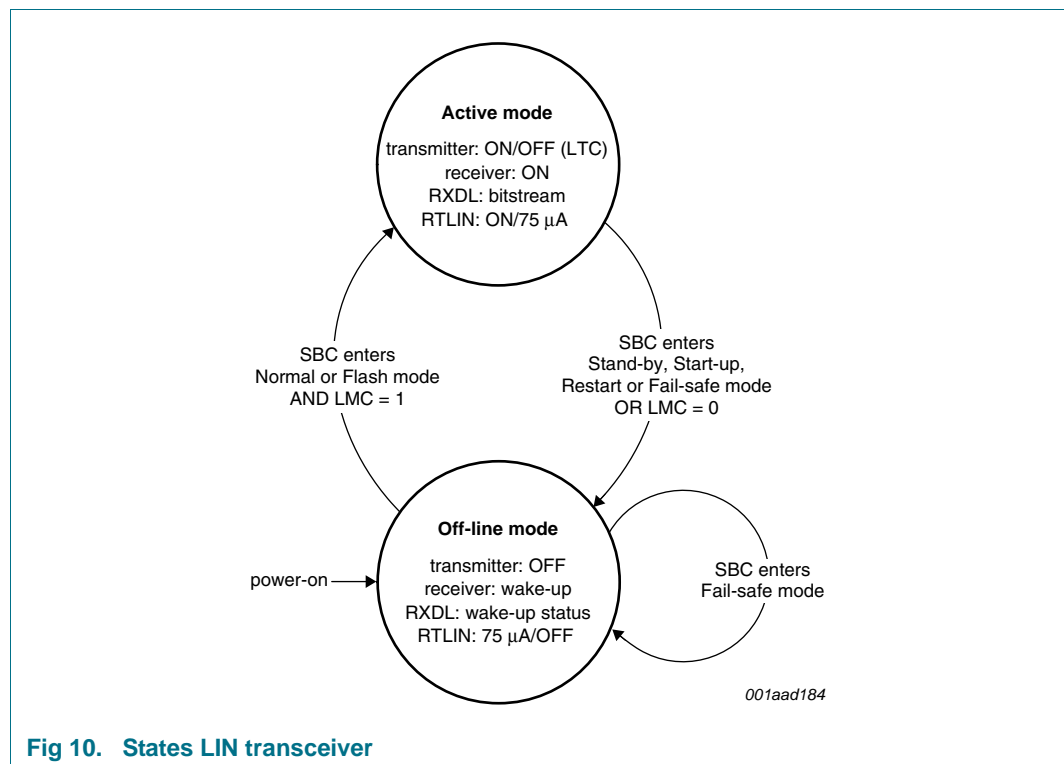 Active mode
transmitter: ON/OFF (LTC)
receiver: ON
RXDL: bitstream
RTLIN: ON/75 μA
SBC enters
Normal or Flash mode
AND LMC = 1
SBC enters
Stand-by, Start-up,
Restart or Fail-safe mode
OR LMC = 0
Off-line mode
transmitter: OFF
receiver: wake-up
RXDL: wake-up status
RTLIN: 75 μA/OFF
power-on
SBC enters
Fail-safe mode
001aad184
Fig 10. States LIN transceiver